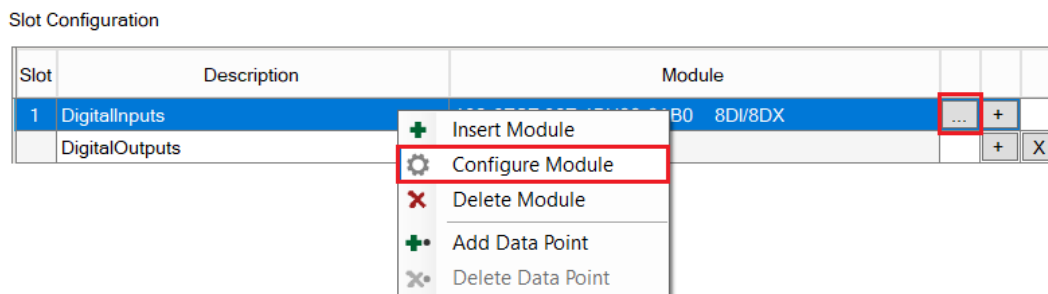 Slot Configuration
Slot Description Module
1 DigitalInputs B0 8DI/8DX ... +
DigitalOutputs + X
Insert Module
Configure Module
Delete Module
Add Data Point
Delete Data Point